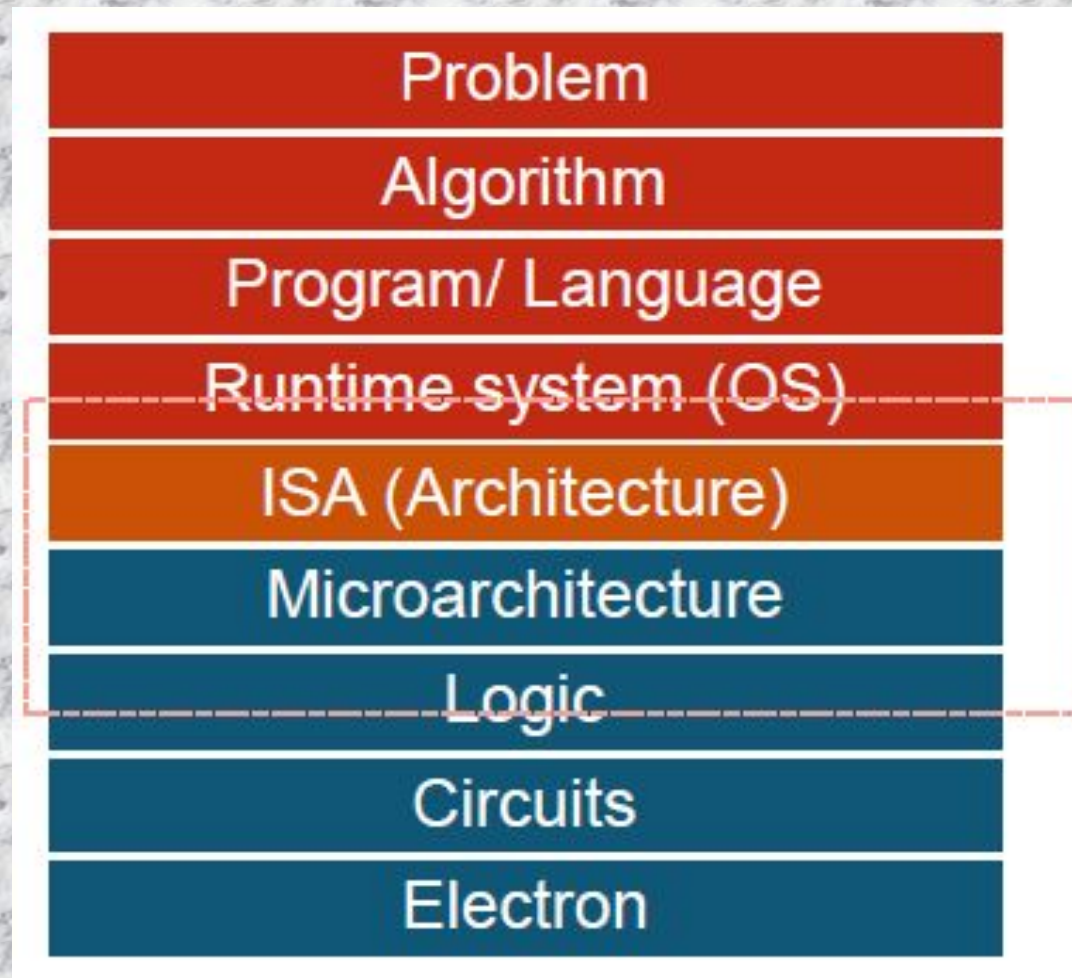 Problem
Algorithm
Program/ Language
Runtime system (OS)
ISA (Architecture)
Microarchitecture
Logic
Circuits
Electron